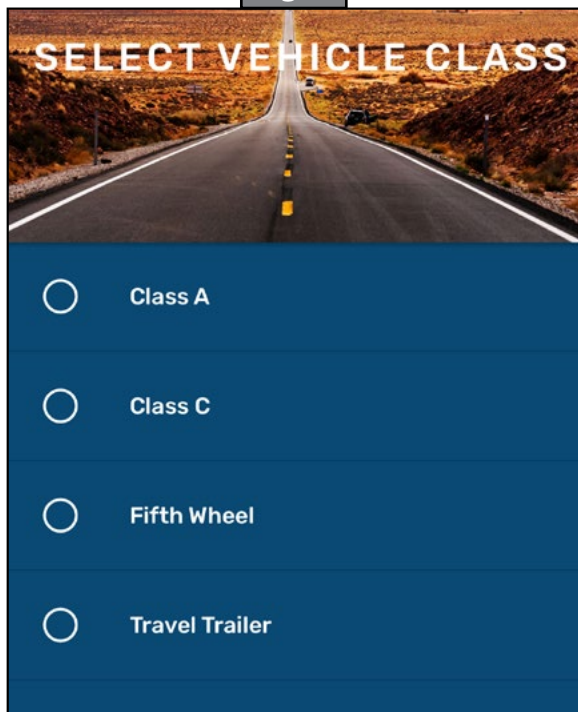 SELECT VEHICLE CLASS
Class A
Class C
Fifth Wheel
Travel Trailer